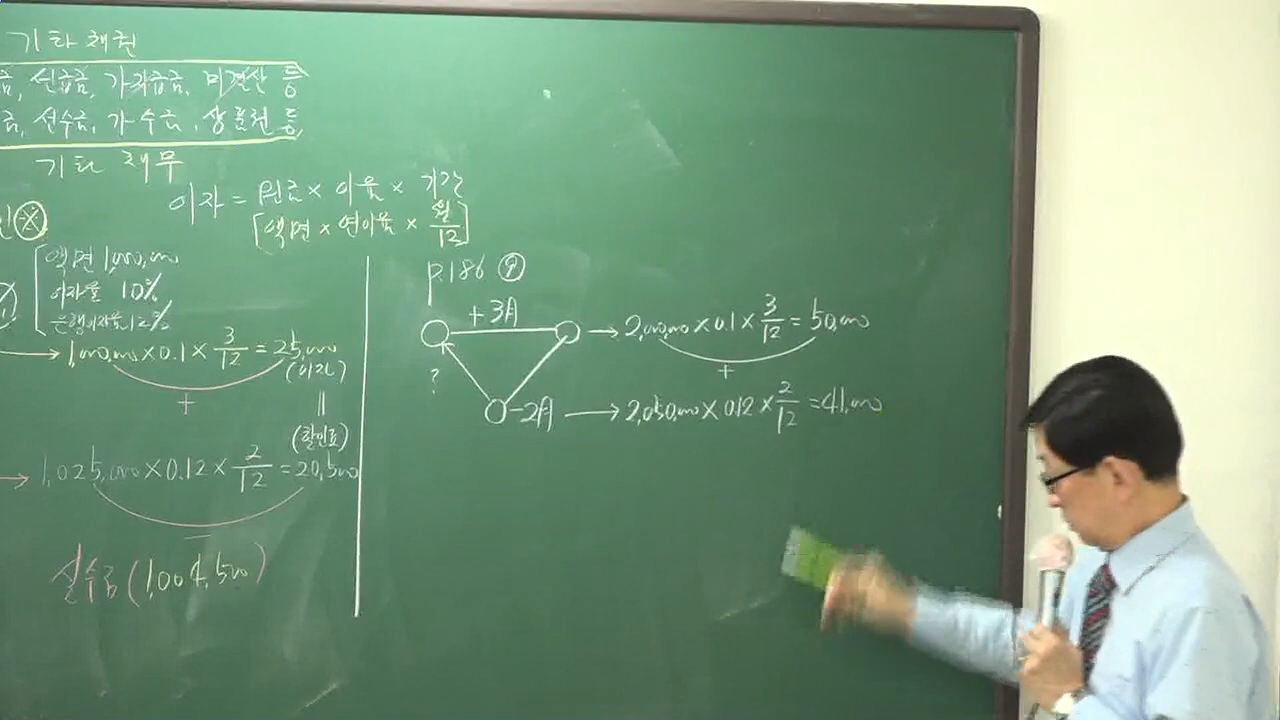 기타채권
금, 선급금, 가지급금, 미결산 등
금, 선수금, 가수금, 상품권 등
기타 채무
이자 = 원금 × 이율 × 기간
[액면 × 연이율 × 월/12]
인 ※
액면 1,000,000
이자율 10%
은행이자율 12%
→ 1,000,000 × 0.1 × 3/12 = 25,000
(이자)
+
=
(할인료)
→ 1,025,000 × 0.12 × 2/12 = 20,500
−
실수금 (1,004,500)
P.186 ⑨
+3月
→ 2,000,000 × 0.1 × 3/12 = 50,000
+
?
-2月 → 2,050,000 × 0.12 × 2/12 = 41,000